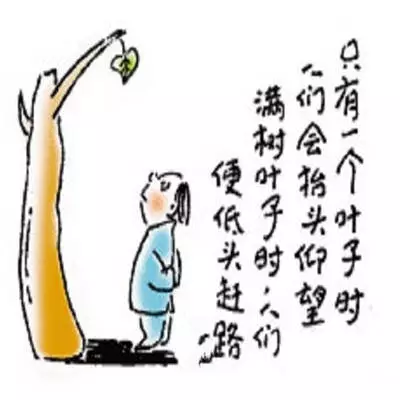 只有一个叶子时
人们会抬头仰望
满树叶子时，人们
便低头赶路